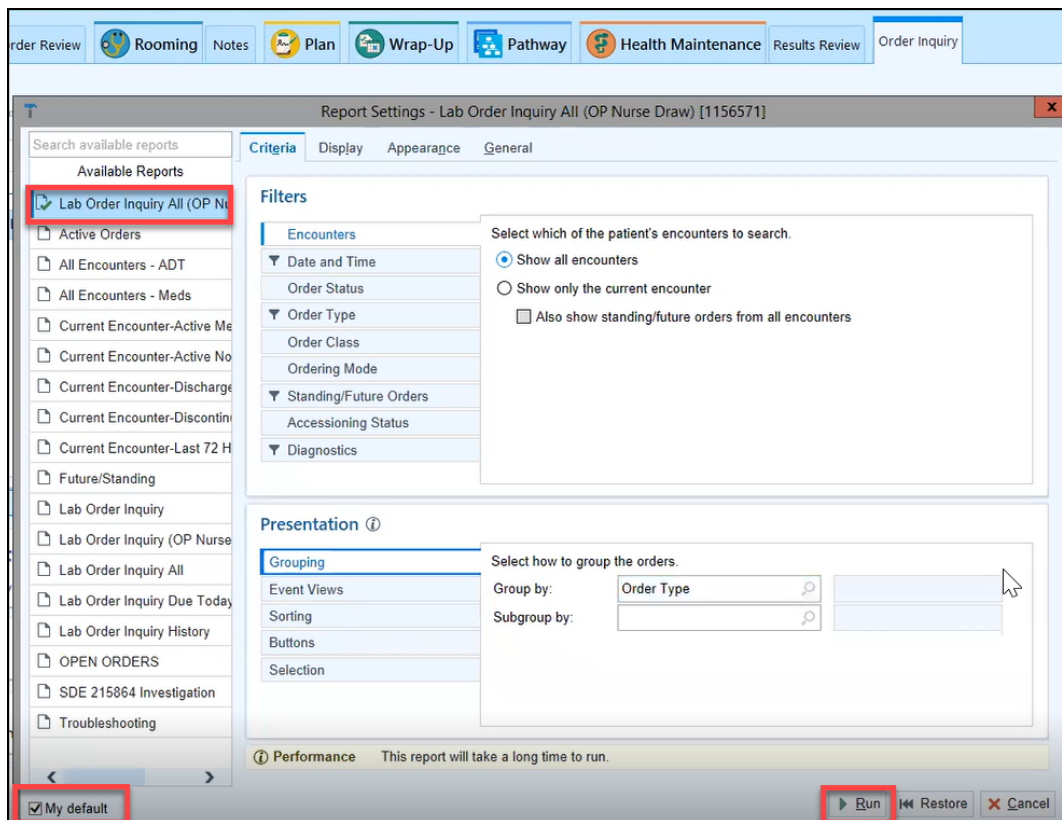 rder Review Rooming Notes Plan Wrap-Up Pathway Health Maintenance Results Review Order Inquiry
Report Settings - Lab Order Inquiry All (OP Nurse Draw) [1156571] x
Search available reports
Available Reports
Lab Order Inquiry All (OP Nu
Active Orders
All Encounters - ADT
All Encounters - Meds
Current Encounter-Active Me
Current Encounter-Active No
Current Encounter-Discharge
Current Encounter-Discontin
Current Encounter-Last 72 H
Future/Standing
Lab Order Inquiry
Lab Order Inquiry (OP Nurse
Lab Order Inquiry All
Lab Order Inquiry Due Today
Lab Order Inquiry History
OPEN ORDERS
SDE 215864 Investigation
Troubleshooting
My default
Criteria Display Appearance General
Filters
Encounters
Date and Time
Order Status
Order Type
Order Class
Ordering Mode
Standing/Future Orders
Accessioning Status
Diagnostics
Select which of the patient's encounters to search.
Show all encounters
Show only the current encounter
Also show standing/future orders from all encounters
Presentation
Grouping
Event Views
Sorting
Buttons
Selection
Select how to group the orders.
Group by: Order Type
Subgroup by:
Performance This report will take a long time to run.
Run Restore Cancel